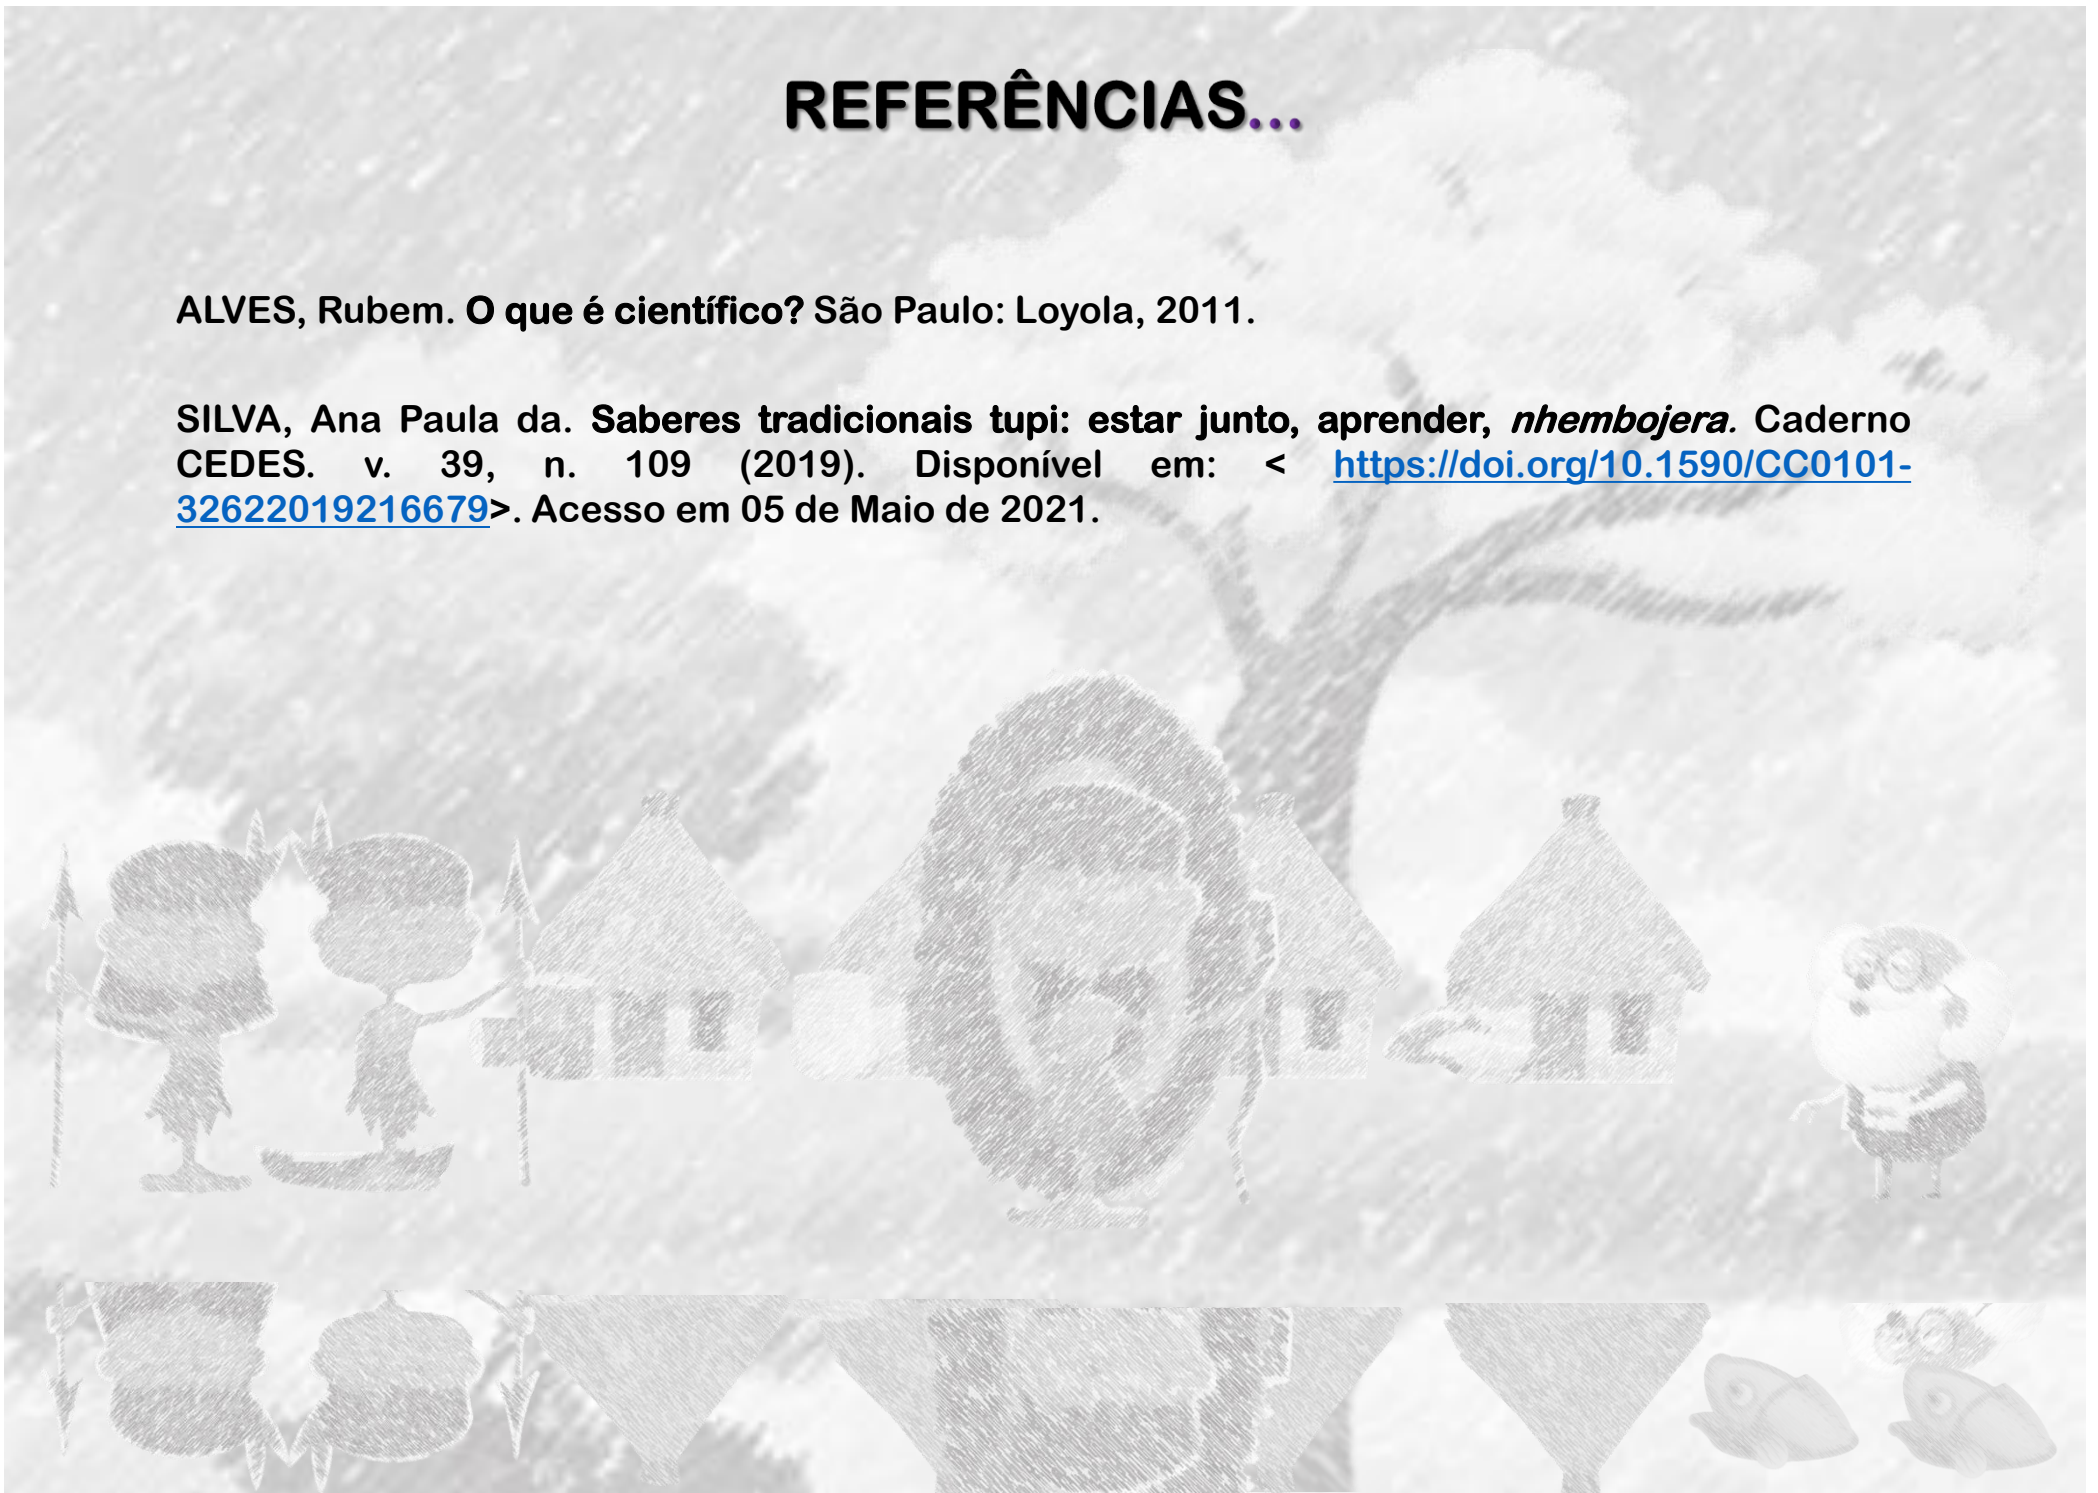 REFERÊNCIAS...
ALVES, Rubem. O que é científico? São Paulo: Loyola, 2011.
SILVA, Ana Paula da. Saberes tradicionais tupi: estar junto, aprender, nhembojera. Caderno
CEDES. v. 39, n. 109 (2019). Disponível em: < https://doi.org/10.1590/CC0101-
32622019216679>. Acesso em 05 de Maio de 2021.